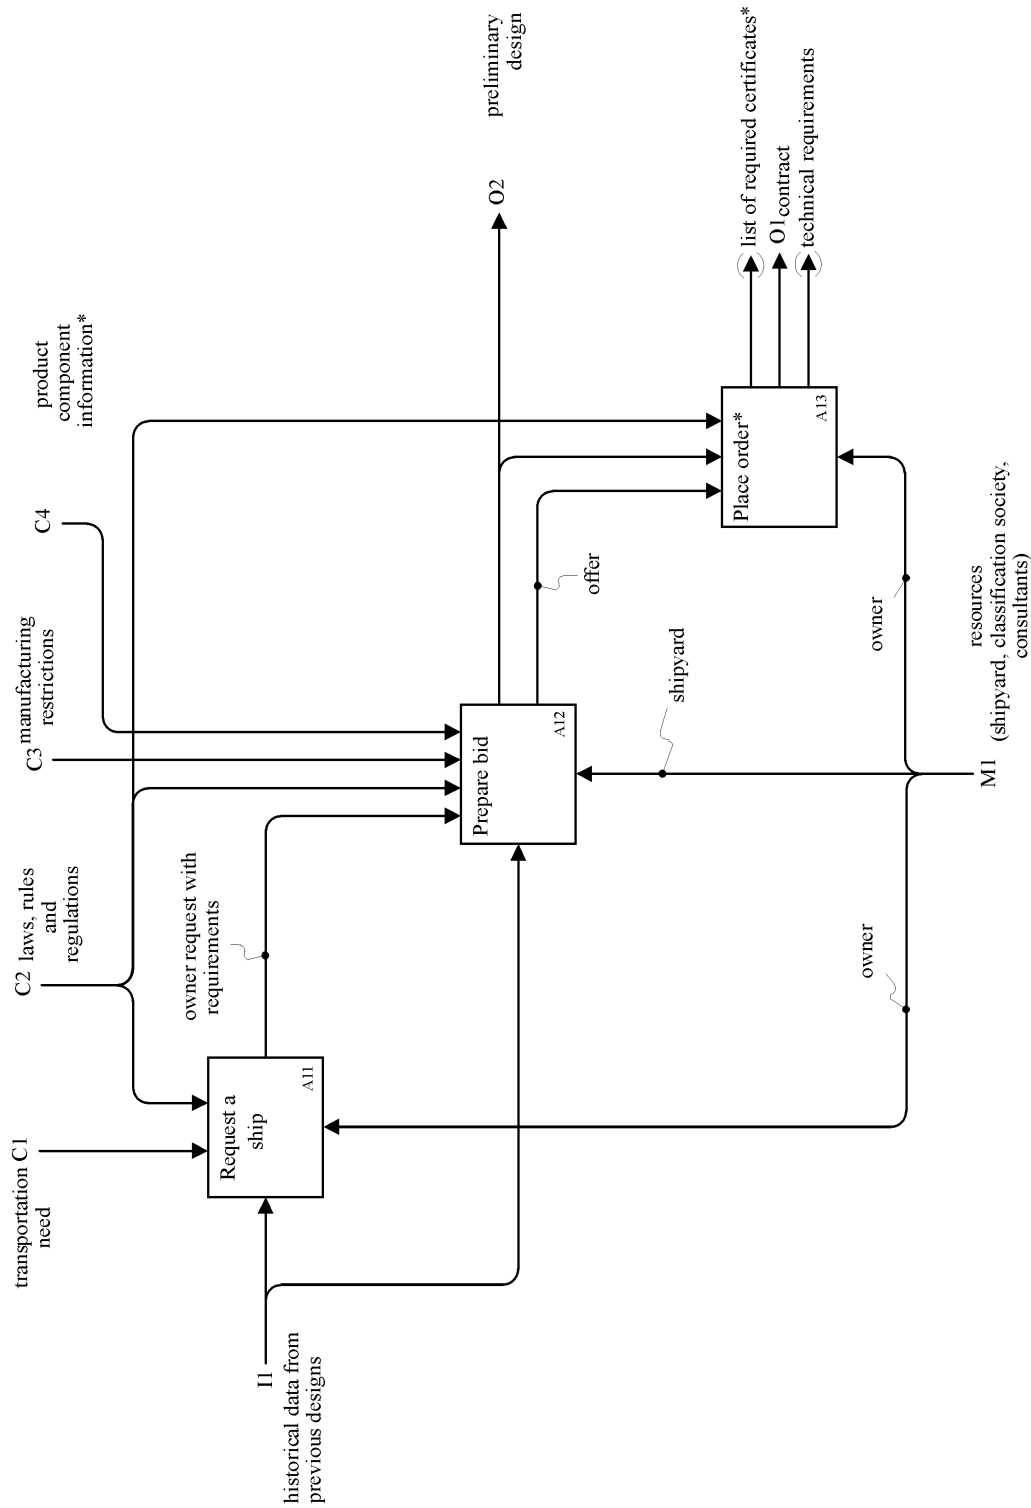 transportation C1
need
C2 laws, rules
and
regulations
C3 manufacturing
restrictions
C4
product
component
information*
I1
historical data from
previous designs
Request a
ship
A11
owner request with
requirements
Prepare bid
A12
offer
shipyard
Place order*
A13
owner
owner
O2
preliminary
design
list of required certificates*
O1 contract
technical requirements
M1
resources
(shipyard, classification society,
consultants)